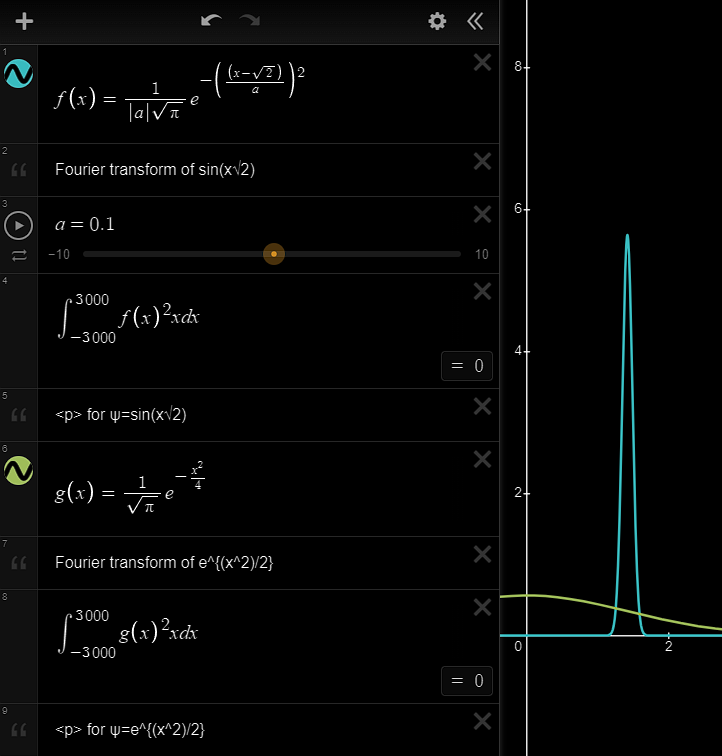 1
f(x) = \frac{1}{|a|\sqrt{\pi}} e^{-\left(\frac{(x-\sqrt{2})}{a}\right)^2}
2
Fourier transform of sin(x√2)
3
a = 0.1
−10 10
4
\int_{-3000}^{3000} f(x)^2 x dx
= 0
5
<p> for ψ=sin(x√2)
6
g(x) = \frac{1}{\sqrt{\pi}} e^{-\frac{x^2}{4}}
7
Fourier transform of e^{(x^2)/2}
8
\int_{-3000}^{3000} g(x)^2 x dx
= 0
9
<p> for ψ=e^{(x^2)/2}
8
6
4
2
0
2